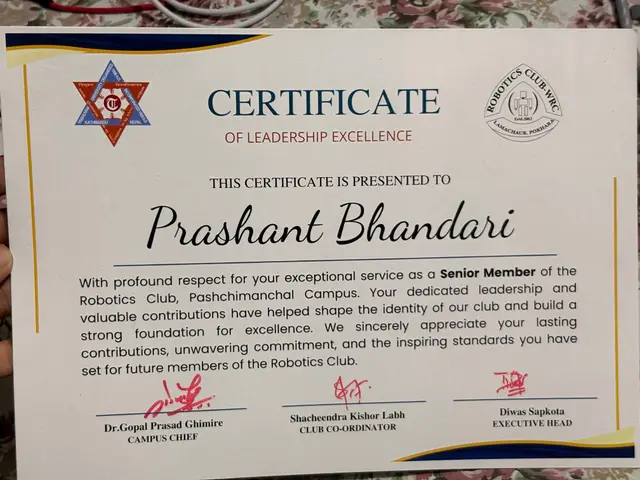 CERTIFICATE
OF LEADERSHIP EXCELLENCE
ROBOTICS CLUB-WRC
LAMACHAUR, POKHARA
KATHMANDU NEPAL
THIS CERTIFICATE IS PRESENTED TO
Prashant Bhandari
With profound respect for your exceptional service as a Senior Member of the
Robotics Club, Pashchimanchal Campus. Your dedicated leadership and
valuable contributions have helped shape the identity of our club and build a
strong foundation for excellence. We sincerely appreciate your lasting
contributions, unwavering commitment, and the inspiring standards you have
set for future members of the Robotics Club.
Dr.Gopal Prasad Ghimire
CAMPUS CHIEF
Shacheendra Kishor Labh
CLUB CO-ORDINATOR
Diwas Sapkota
EXECUTIVE HEAD